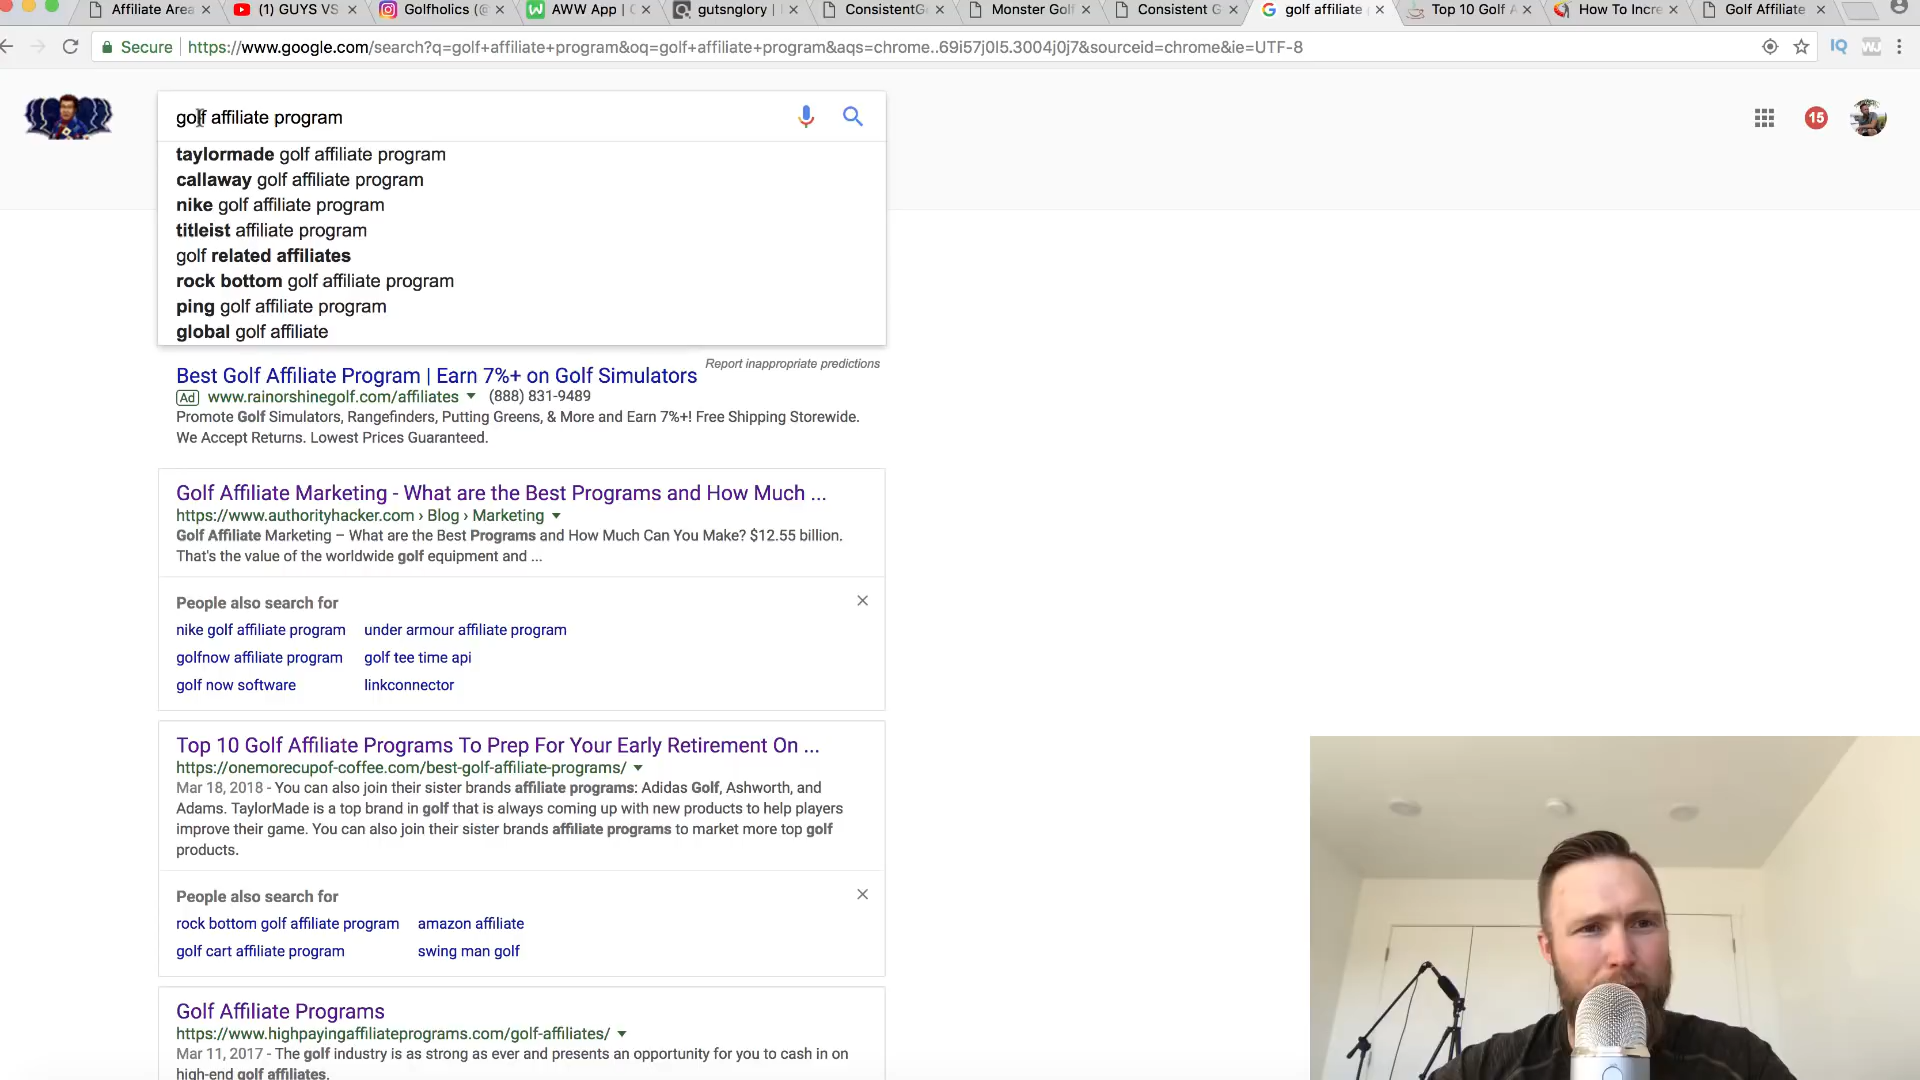 Affiliate Area
(1) GUYS VS
Golfholics (@
AWW App | C
gutsnglory |
ConsistentG
Monster Golf
Consistent G
golf affiliate
Top 10 Golf A
How To Incre
Golf Affiliate
Secure
https://www.google.com/search?q=golf+affiliate+program&oq=golf+affiliate+program&aqs=chrome..69i57j0l5.3004j0j7&sourceid=chrome&ie=UTF-8
IQ
WJ
golf affiliate program
15
taylormade golf affiliate program
callaway golf affiliate program
nike golf affiliate program
titleist affiliate program
golf related affiliates
rock bottom golf affiliate program
ping golf affiliate program
global golf affiliate
Report inappropriate predictions
Best Golf Affiliate Program | Earn 7%+ on Golf Simulators
Ad www.rainorshinegolf.com/affiliates (888) 831-9489
Promote Golf Simulators, Rangefinders, Putting Greens, & More and Earn 7%+! Free Shipping Storewide.
We Accept Returns. Lowest Prices Guaranteed.
Golf Affiliate Marketing - What are the Best Programs and How Much ...
https://www.authorityhacker.com › Blog › Marketing
Golf Affiliate Marketing – What are the Best Programs and How Much Can You Make? $12.55 billion.
That's the value of the worldwide golf equipment and ...
People also search for
nike golf affiliate program under armour affiliate program
golfnow affiliate program golf tee time api
golf now software linkconnector
Top 10 Golf Affiliate Programs To Prep For Your Early Retirement On ...
https://onemorecupof-coffee.com/best-golf-affiliate-programs/
Mar 18, 2018 - You can also join their sister brands affiliate programs: Adidas Golf, Ashworth, and
Adams. TaylorMade is a top brand in golf that is always coming up with new products to help players
improve their game. You can also join their sister brands affiliate programs to market more top golf
products.
People also search for
rock bottom golf affiliate program amazon affiliate
golf cart affiliate program swing man golf
Golf Affiliate Programs
https://www.highpayingaffiliateprograms.com/golf-affiliates/
Mar 11, 2017 - The golf industry is as strong as ever and presents an opportunity for you to cash in on
high-end golf affiliates.